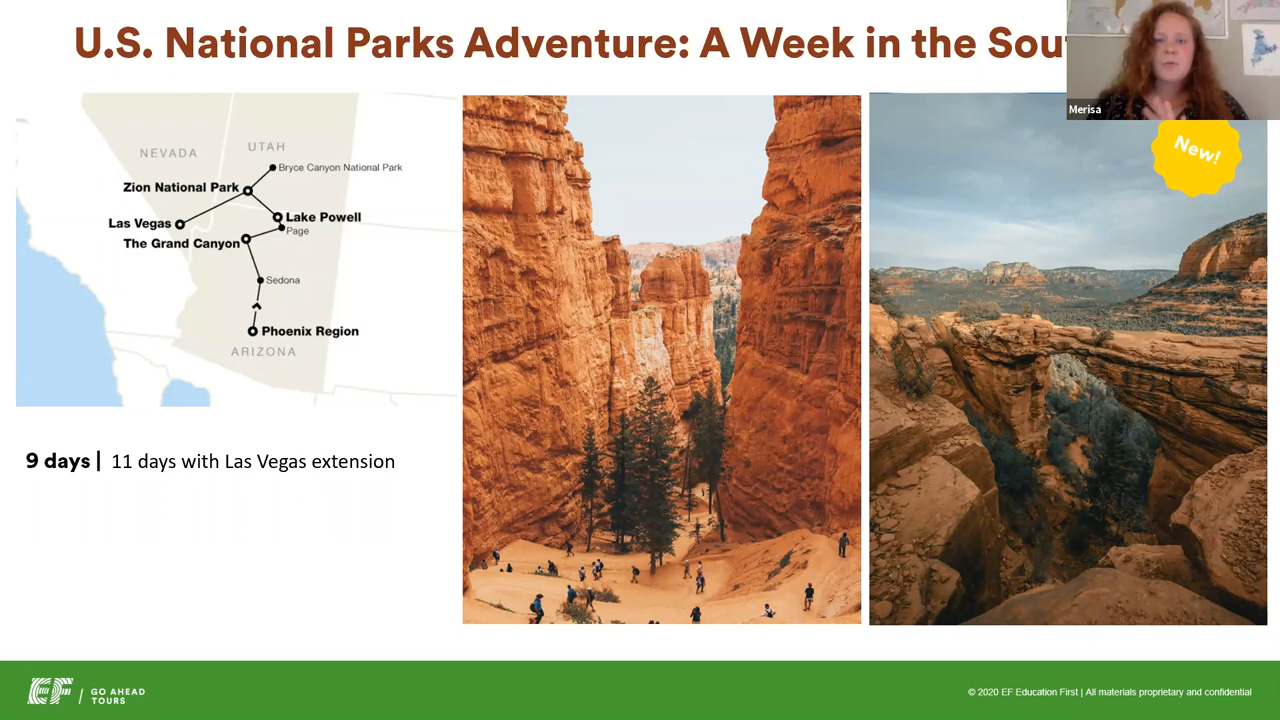 U.S. National Parks Adventure: A Week in the
Merisa
New!
NEVADA
UTAH
Bryce Canyon National Park
Zion National Park
Lake Powell
Las Vegas
Page
The Grand Canyon
Sedona
Phoenix Region
ARIZONA
9 days | 11 days with Las Vegas extension
EF / GO AHEAD
TOURS
© 2020 EF Education First | All materials proprietary and confidential